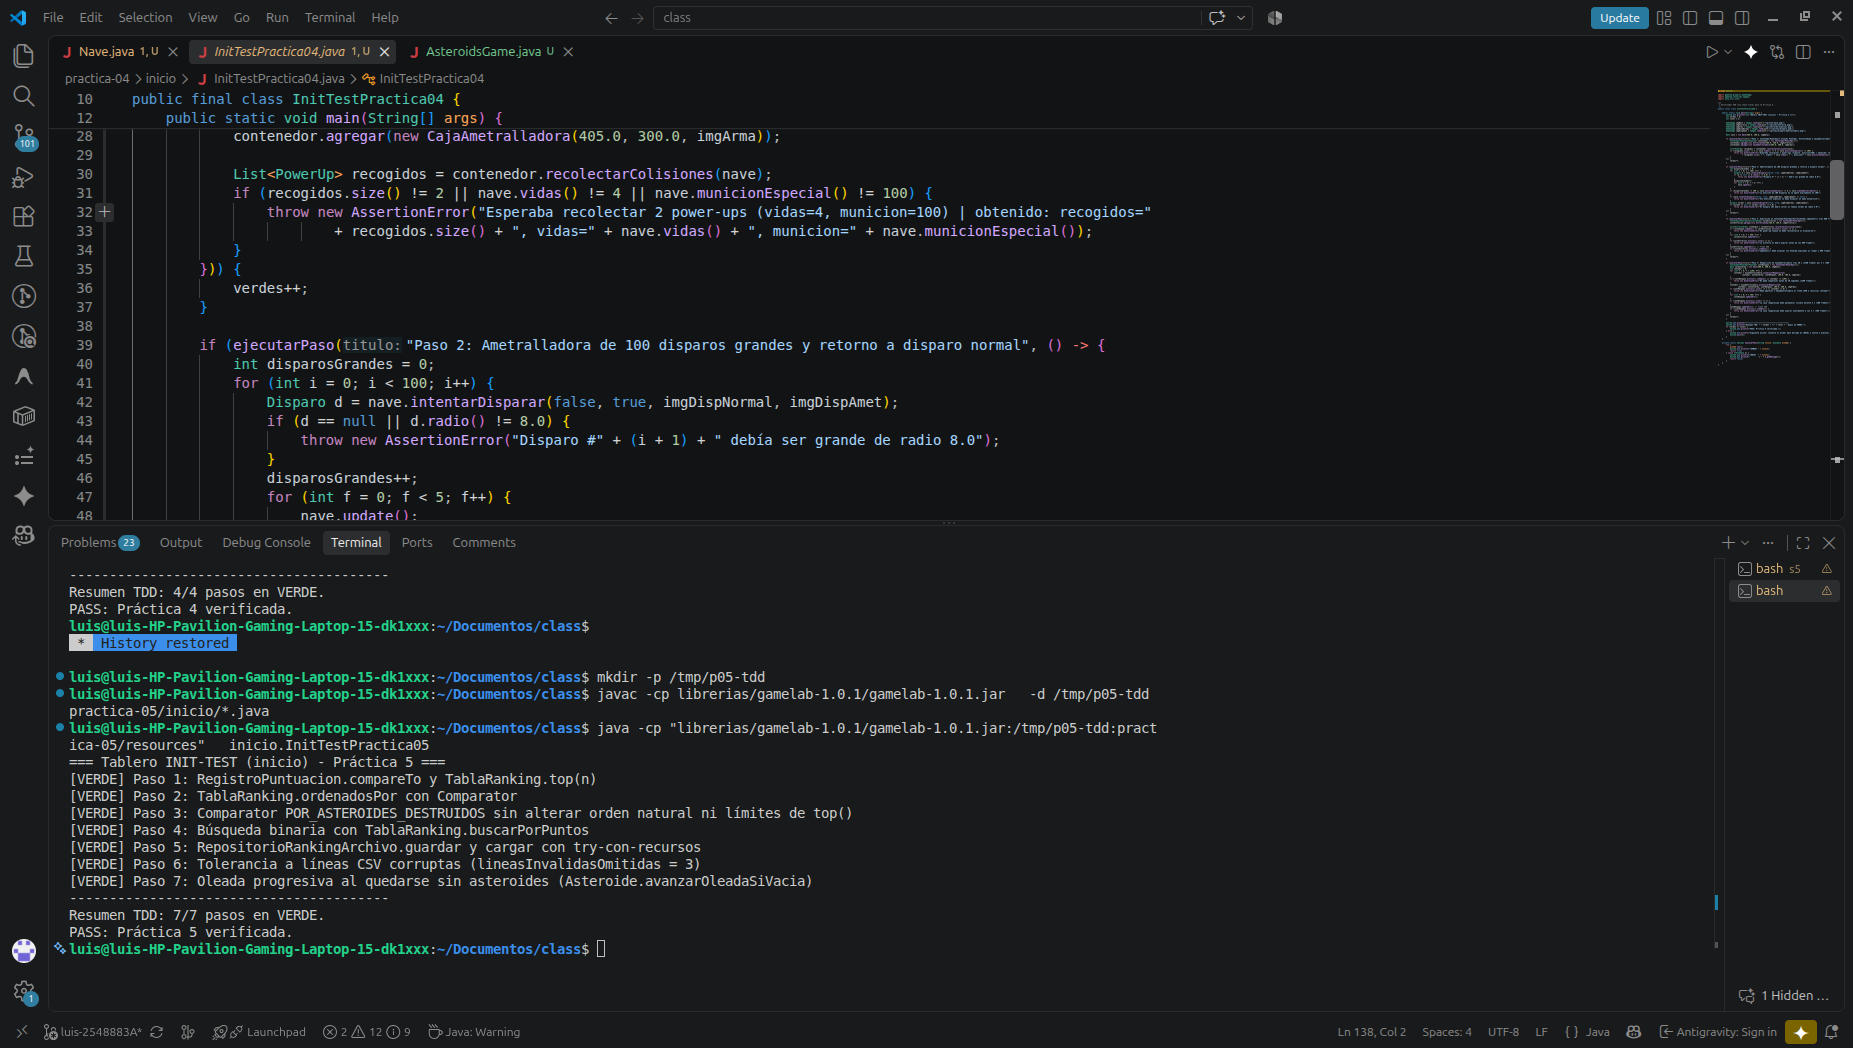 File Edit Selection View Go Run Terminal Help
class
Update
Nave.java 1, U
InitTestPractica04.java 1, U
AsteroidsGame.java U
practica-04 > inicio > InitTestPractica04.java > InitTestPractica04
10 public final class InitTestPractica04 {
12 public static void main(String[] args) {
28 contenedor.agregar(new CajaAmetralladora(405.0, 300.0, imgArma));
29
30 List<PowerUp> recogidos = contenedor.recolectarColisiones(nave);
31 if (recogidos.size() != 2 || nave.vidas() != 4 || nave.municionEspecial() != 100) {
32 throw new AssertionError("Esperaba recolectar 2 power-ups (vidas=4, municion=100) | obtenido: recogidos="
33 + recogidos.size() + ", vidas=" + nave.vidas() + ", municion=" + nave.municionEspecial());
34 }
35 })) {
36 verdes++;
37 }
38
39 if (ejecutarPaso(titulo: "Paso 2: Ametralladora de 100 disparos grandes y retorno a disparo normal", () -> {
40 int disparosGrandes = 0;
41 for (int i = 0; i < 100; i++) {
42 Disparo d = nave.intentarDisparar(false, true, imgDispNormal, imgDispAmet);
43 if (d == null || d.radio() != 8.0) {
44 throw new AssertionError("Disparo #" + (i + 1) + " debía ser grande de radio 8.0");
45 }
46 disparosGrandes++;
47 for (int f = 0; f < 5; f++) {
48 nave.update();
Problems 23 Output Debug Console Terminal Ports Comments
----------------------------------------
Resumen TDD: 4/4 pasos en VERDE.
PASS: Práctica 4 verificada.
luis@luis-HP-Pavilion-Gaming-Laptop-15-dk1xxx:~/Documentos/class$
* History restored
luis@luis-HP-Pavilion-Gaming-Laptop-15-dk1xxx:~/Documentos/class$ mkdir -p /tmp/p05-tdd
luis@luis-HP-Pavilion-Gaming-Laptop-15-dk1xxx:~/Documentos/class$ javac -cp librerias/gamelab-1.0.1/gamelab-1.0.1.jar   -d /tmp/p05-tdd
practica-05/inicio/*.java
luis@luis-HP-Pavilion-Gaming-Laptop-15-dk1xxx:~/Documentos/class$ java -cp "librerias/gamelab-1.0.1/gamelab-1.0.1.jar:/tmp/p05-tdd:pract
ica-05/resources"   inicio.InitTestPractica05
=== Tablero INIT-TEST (inicio) - Práctica 5 ===
[VERDE] Paso 1: RegistroPuntuacion.compareTo y TablaRanking.top(n)
[VERDE] Paso 2: TablaRanking.ordenadosPor con Comparator
[VERDE] Paso 3: Comparator POR_ASTEROIDES_DESTRUIDOS sin alterar orden natural ni límites de top()
[VERDE] Paso 4: Búsqueda binaria con TablaRanking.buscarPorPuntos
[VERDE] Paso 5: RepositorioRankingArchivo.guardar y cargar con try-con-recursos
[VERDE] Paso 6: Tolerancia a líneas CSV corruptas (lineasInvalidasOmitidas = 3)
[VERDE] Paso 7: Oleada progresiva al quedarse sin asteroides (Asteroide.avanzarOleadaSiVacia)
----------------------------------------
Resumen TDD: 7/7 pasos en VERDE.
PASS: Práctica 5 verificada.
luis@luis-HP-Pavilion-Gaming-Laptop-15-dk1xxx:~/Documentos/class$
bash s5
bash
1 Hidden ...
101
1
luis-2548883A* Launchpad 2 12 9 Java: Warning
Ln 138, Col 2 Spaces: 4 UTF-8 LF { } Java Antigravity: Sign in